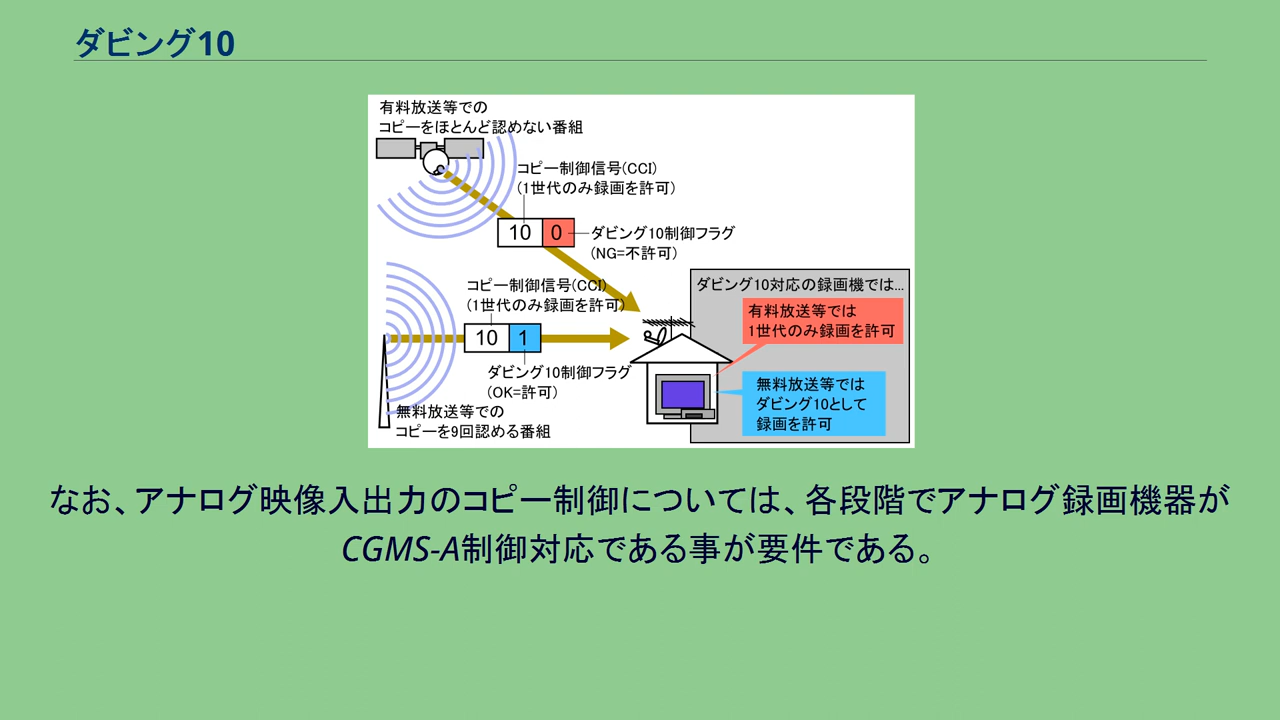 ダビング10
有料放送等での
コピーをほとんど認めない番組
コピー制御信号(CCI)
(1世代のみ録画を許可)
10 0
ダビング10制御フラグ
(NG=不許可)
コピー制御信号(CCI)
(1世代のみ録画を許可)
10 1
ダビング10制御フラグ
(OK=許可)
無料放送等での
コピーを9回認める番組
ダビング10対応の録画機では...
有料放送等では
1世代のみ録画を許可
無料放送等では
ダビング10として
録画を許可
なお、アナログ映像入出力のコピー制御については、各段階でアナログ録画機器が
CGMS-A制御対応である事が要件である。